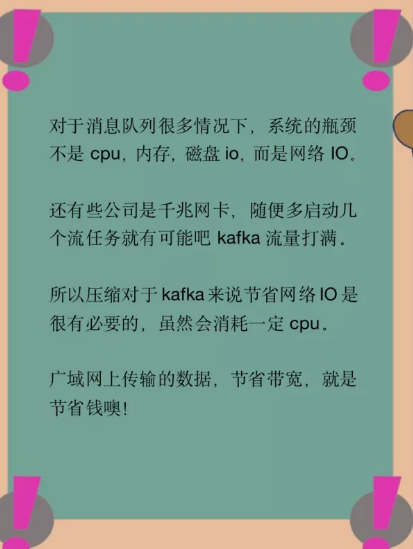 对于消息队列很多情况下，系统的瓶颈
不是 cpu, 内存, 磁盘 io, 而是网络 IO。
还有些公司是千兆网卡，随便多启动几
个流任务就有可能吧 kafka 流量打满。
所以压缩对于 kafka 来说节省网络 IO 是
很有必要的，虽然会消耗一定 cpu。
广域网上传输的数据，节省带宽，就是
节省钱噢!